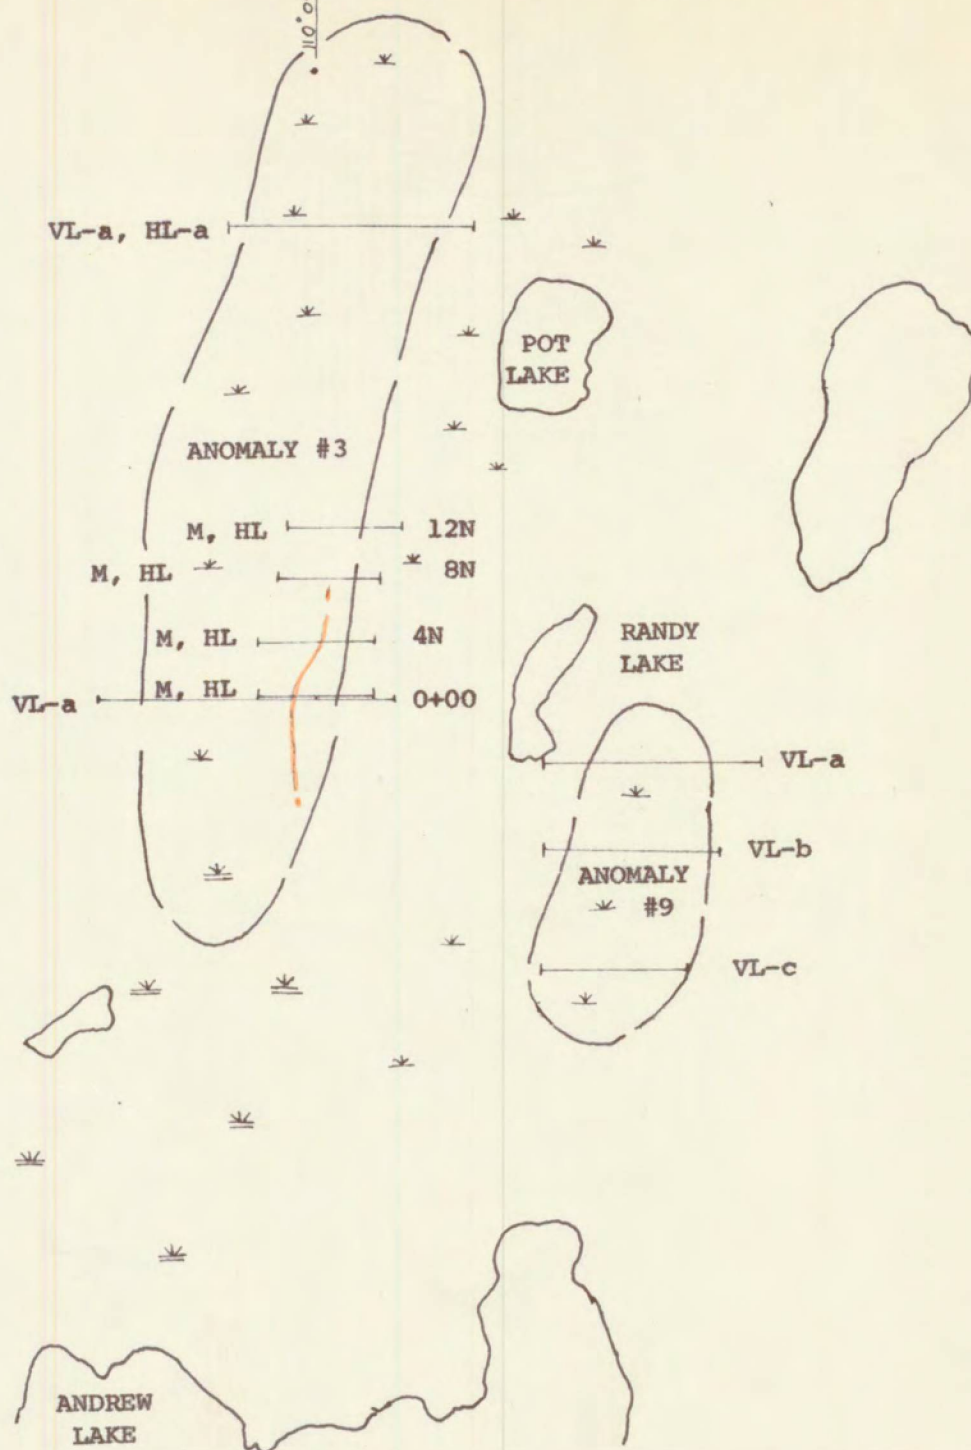 110°0
VL-a, HL-a
POT
LAKE
ANOMALY #3
M, HL 12N
M, HL 8N
M, HL 4N
RANDY
LAKE
M, HL
VL-a 0+00
VL-a
VL-b
ANOMALY
#9
VL-c
ANDREW
LAKE